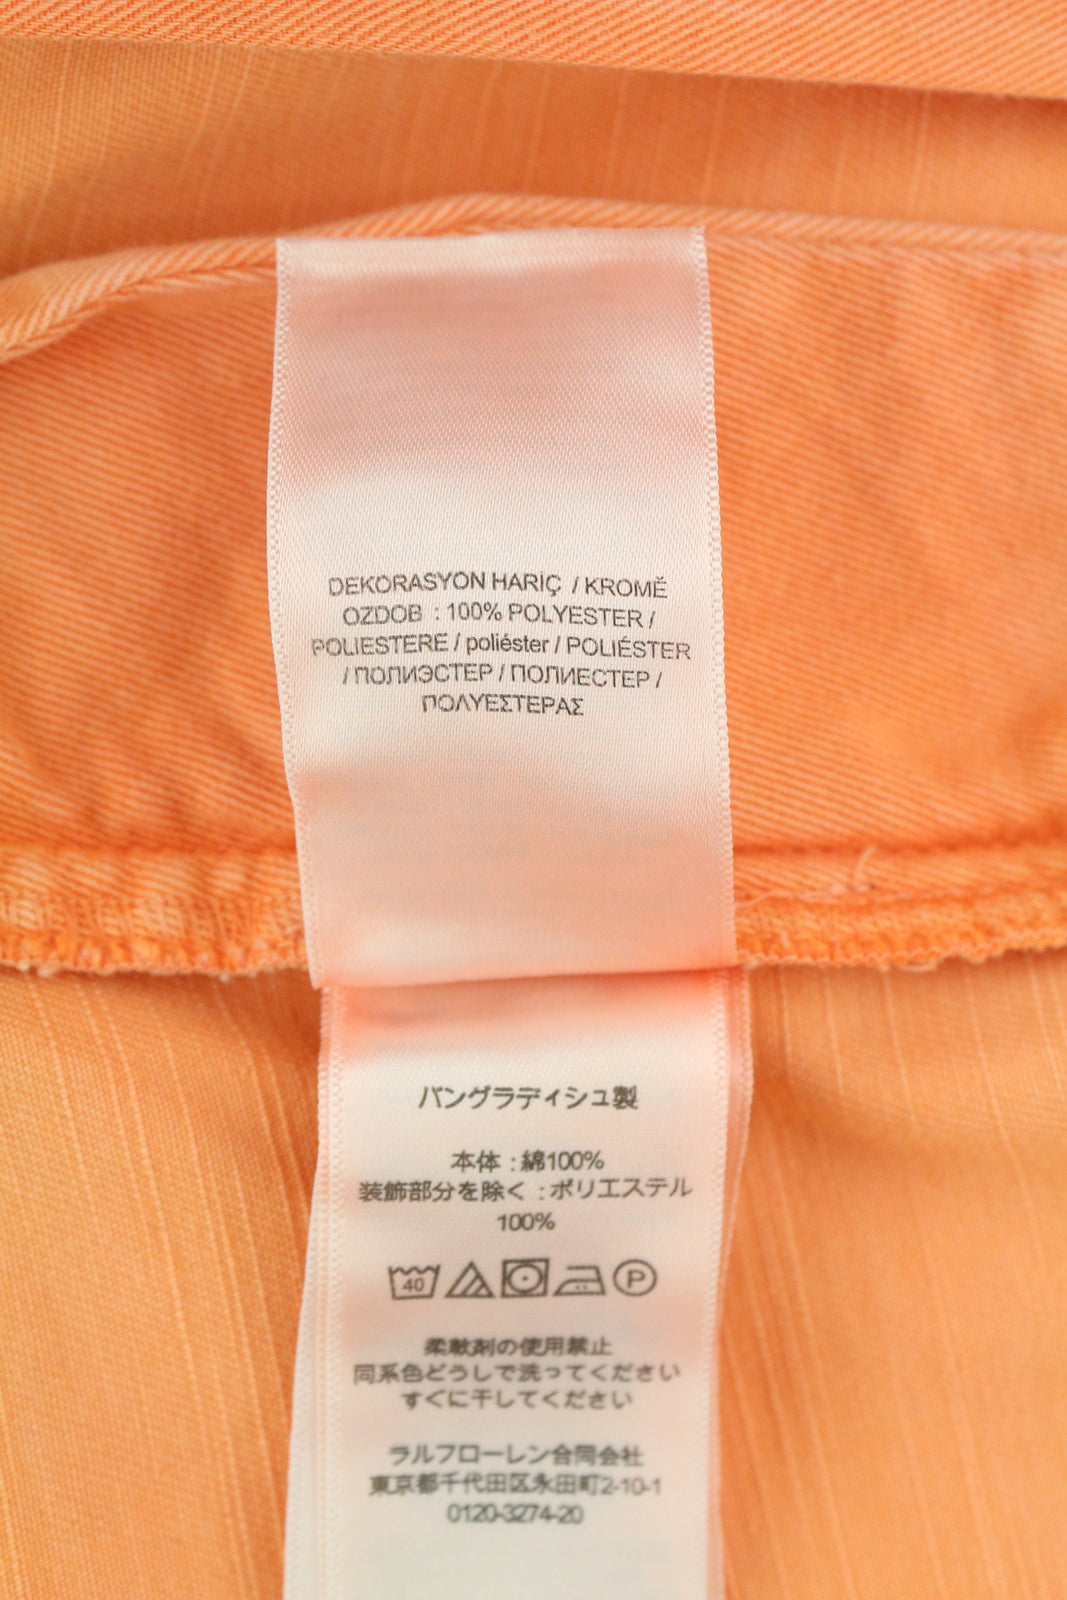 DEKORASYON HARİÇ / KROMĚ
OZDOB : 100% POLYESTER /
POLIESTERE / poliéster / POLIÉSTER
/ ПОЛИЭСТЕР / ПОЛИЕСТЕР /
ΠΟΛΥΕΣΤΕΡΑΣ
バングラディシュ製
本体 : 綿100%
装飾部分を除く : ポリエステル
100%
40 P
柔軟剤の使用禁止
同系色どうしで洗ってください
すぐに干してください
ラルフローレン合同会社
東京都千代田区永田町2-10-1
0120-3274-20